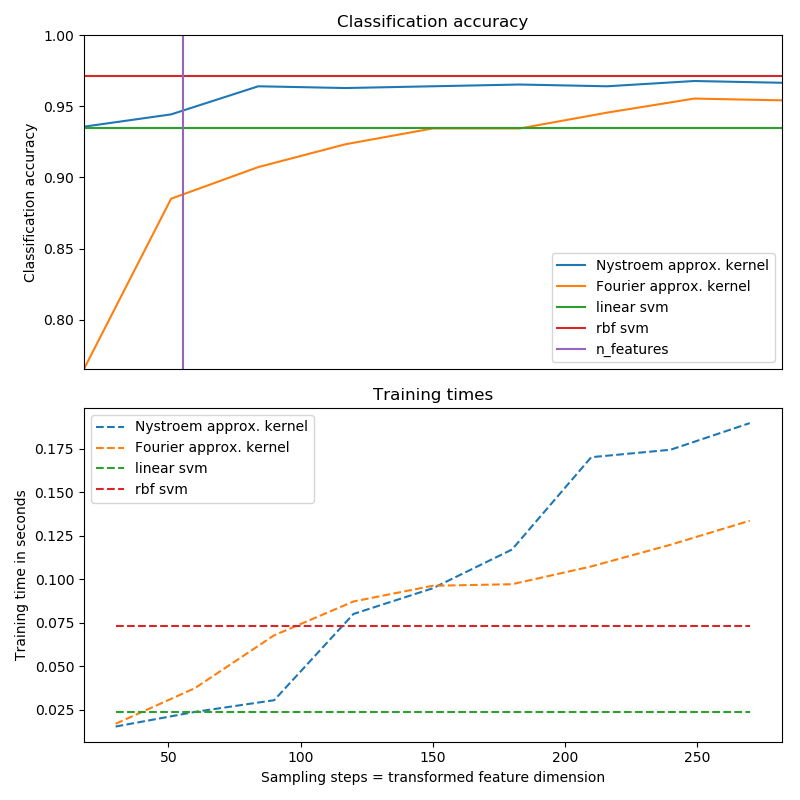 Classification accuracy
1.00
0.95
0.90
0.85
0.80
Classification accuracy
Nystroem approx. kernel
Fourier approx. kernel
linear svm
rbf svm
n_features
Training times
Nystroem approx. kernel
Fourier approx. kernel
linear svm
rbf svm
0.175
0.150
0.125
0.100
0.075
0.050
0.025
Training time in seconds
50 100 150 200 250
Sampling steps = transformed feature dimension